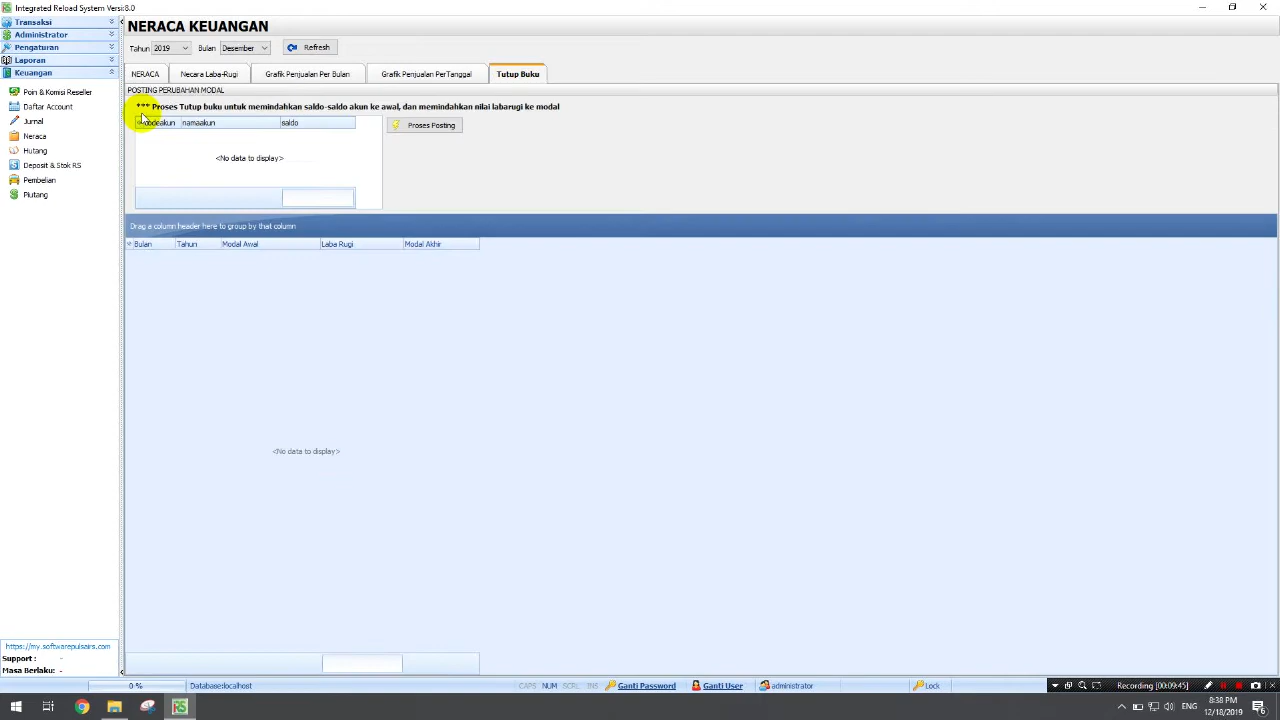 Integrated Reload System Versi:8.0
Transaksi
Administrator
Pengaturan
Laporan
Keuangan
Poin & Komisi Reseller
Daftar Account
Jurnal
Neraca
Hutang
Deposit & Stok RS
Pembelian
Piutang
NERACA KEUANGAN
Tahun 2019 Bulan Desember Refresh
NERACA Necara Laba-Rugi Grafik Penjualan Per Bulan Grafik Penjualan PerTanggal Tutup Buku
POSTING PERUBAHAN MODAL
*** Proses Tutup buku untuk memindahkan saldo-saldo akun ke awal, dan memindahkan nilai labarugi ke modal
kodeakun namaakun saldo
Proses Posting
<No data to display>
Drag a column header here to group by that column
Bulan Tahun Modal Awal Laba Rugi Modal Akhir
<No data to display>
https://my.softwarepulsairs.com
Support : -
Masa Berlaku: -
0 % Database:localhost CAPS NUM SCRL INS Ganti Password Ganti User administrator Lock Recording [00:09:45]
ENG 8:38 PM
12/18/2019 6